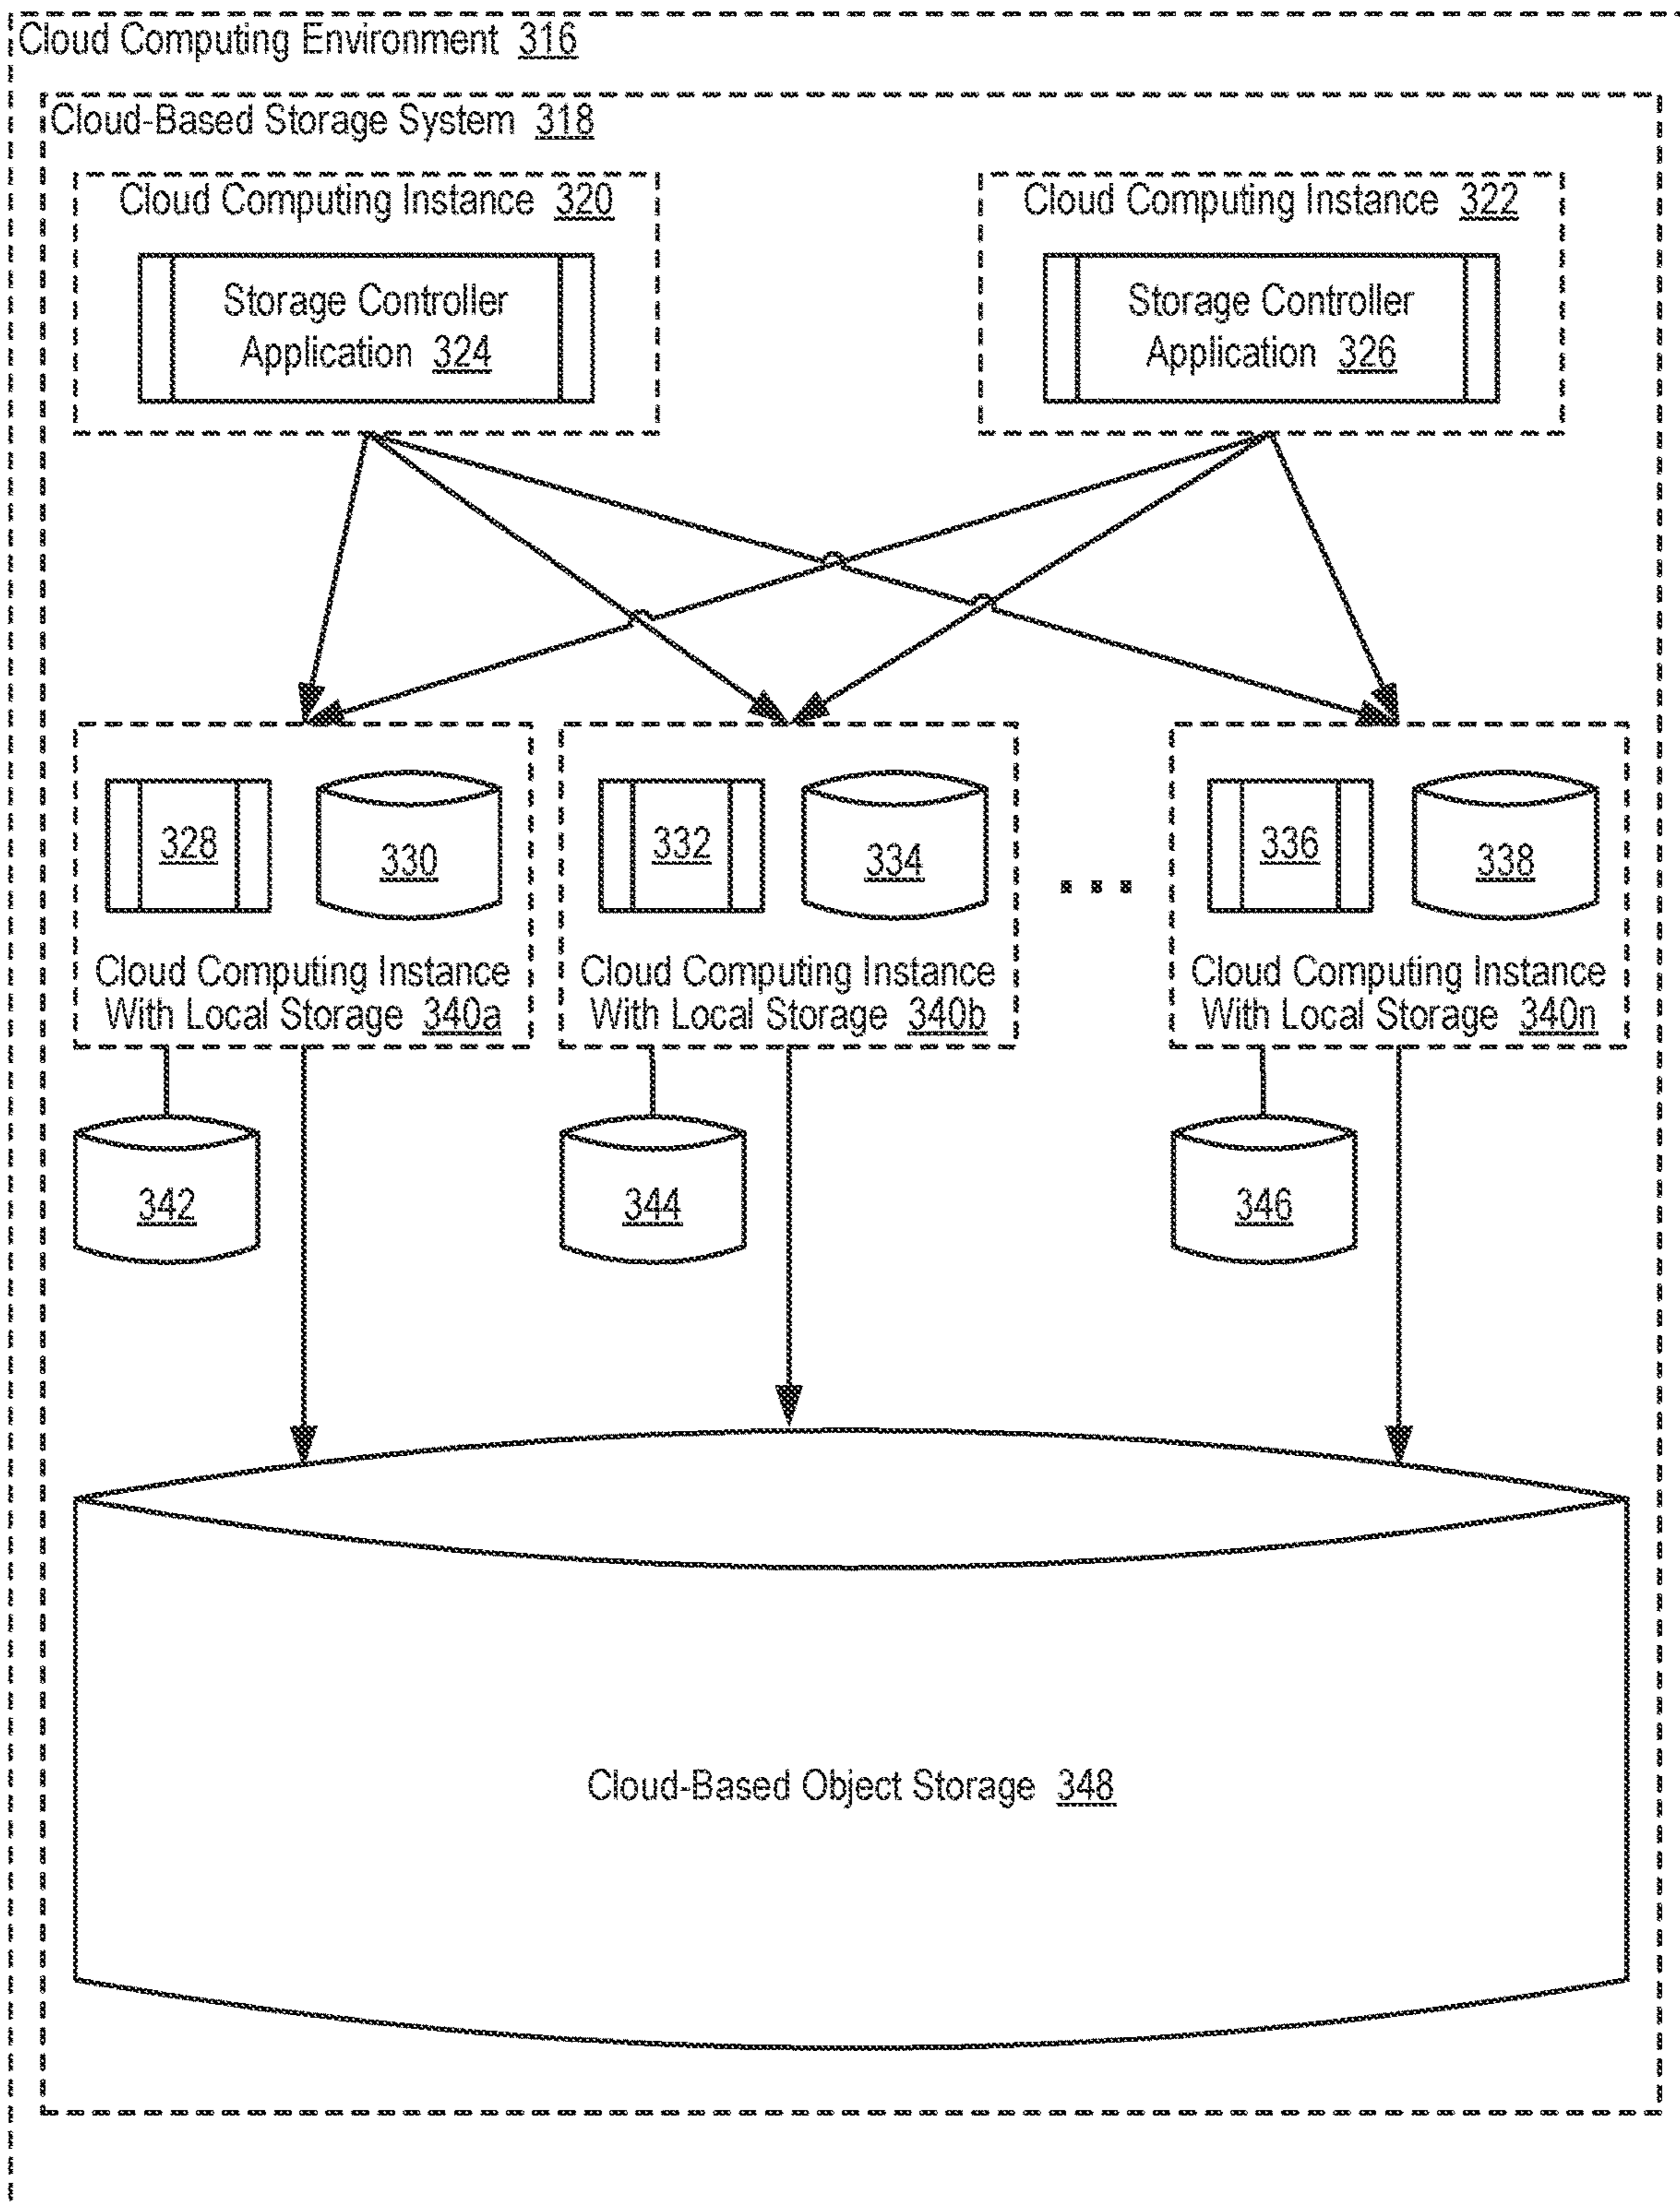 Cloud Computing Environment 316
Cloud-Based Storage System 318
Cloud Computing Instance 320
Storage Controller
Application 324
Cloud Computing Instance 322
Storage Controller
Application 326
328
330
Cloud Computing Instance
With Local Storage 340a
332
334
Cloud Computing Instance
With Local Storage 340b
...
336
338
Cloud Computing Instance
With Local Storage 340n
342
344
346
Cloud-Based Object Storage 348